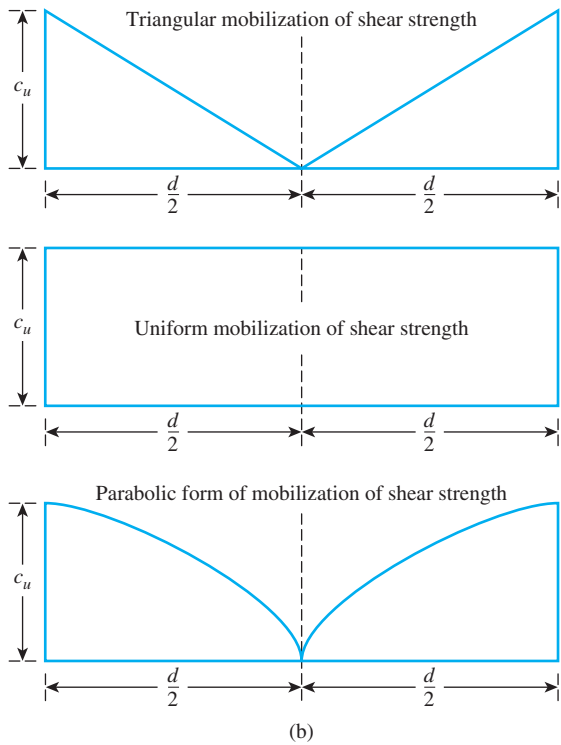 Triangular mobilization of shear strength
c_u
d/2 d/2
Uniform mobilization of shear strength
c_u
d/2 d/2
Parabolic form of mobilization of shear strength
c_u
d/2 d/2
(b)